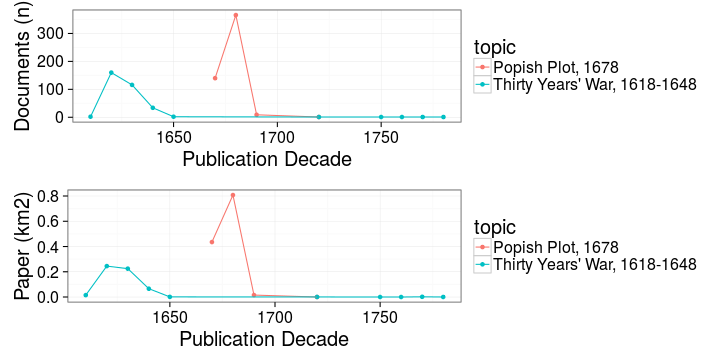 Documents (n)
300
200
100
0
1650
1700
1750
Publication Decade
topic
Popish Plot, 1678
Thirty Years' War, 1618-1648
Paper (km2)
0.8
0.6
0.4
0.2
0.0
1650
1700
1750
Publication Decade
topic
Popish Plot, 1678
Thirty Years' War, 1618-1648